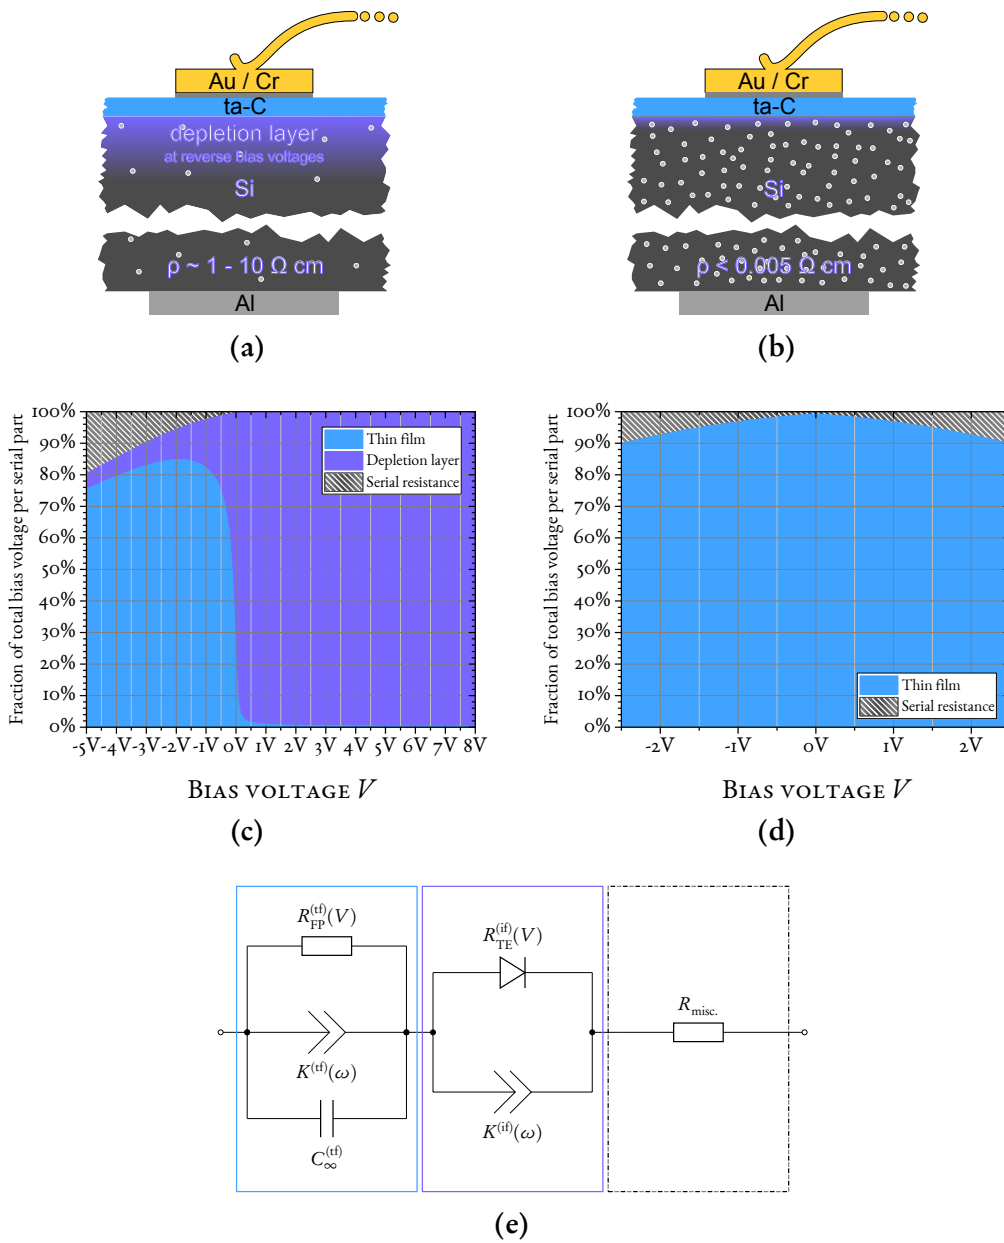 Au / Cr
ta-C
depletion layer
at reverse Bias voltages
Si
ρ ~ 1 - 10 Ω cm
Al
(a)
Au / Cr
ta-C
Si
ρ < 0.005 Ω cm
Al
(b)
Fraction of total bias voltage per serial part
100%
90%
80%
70%
60%
50%
40%
30%
20%
10%
0%
Thin film
Depletion layer
Serial resistance
-5V -4V -3V -2V -1V 0V 1V 2V 3V 4V 5V 6V 7V 8V
BIAS VOLTAGE V
(c)
Fraction of total bias voltage per serial part
100%
90%
80%
70%
60%
50%
40%
30%
20%
10%
0%
Thin film
Serial resistance
-2V -1V 0V 1V 2V
BIAS VOLTAGE V
(d)
R_FP^(tf)(V)
K^(tf)(ω)
C_∞^(tf)
R_TE^(if)(V)
K^(if)(ω)
R_misc.
(e)